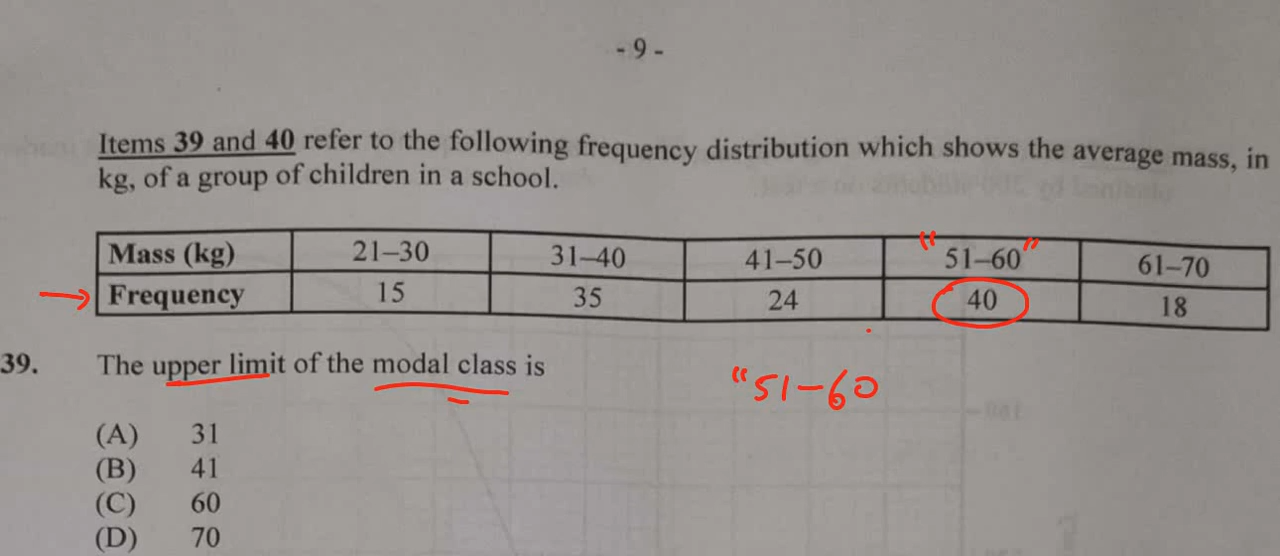 - 9 -
Items 39 and 40 refer to the following frequency distribution which shows the average mass, in
kg, of a group of children in a school.
Mass (kg) 21–30 31–40 41–50 “51–60” 61–70
Frequency 15 35 24 40 18
39. The upper limit of the modal class is
“51–60
(A) 31
(B) 41
(C) 60
(D) 70